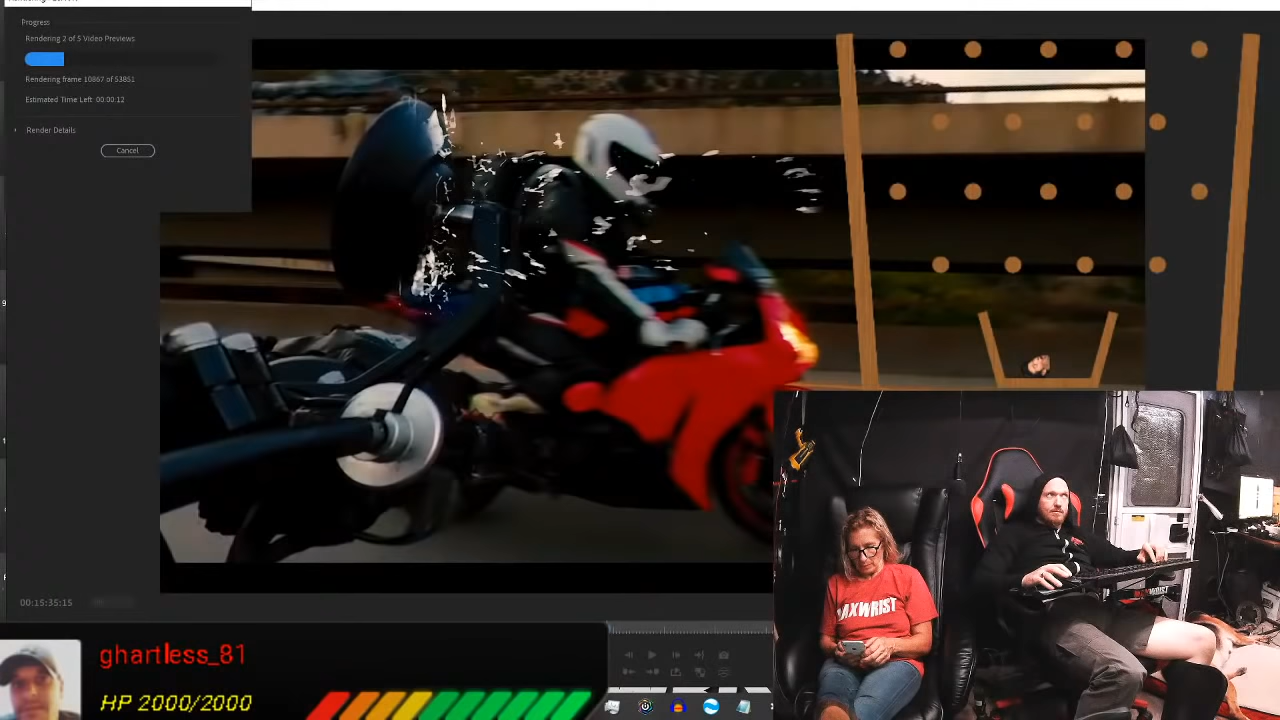 Progress
Rendering 2 of 5 Video Previews
Rendering frame 10867 of 53851
Estimated Time Left: 00:00:12
Render Details
Cancel
00:15:35:15
MAXWRIST
ghartless_81
HP 2000/2000